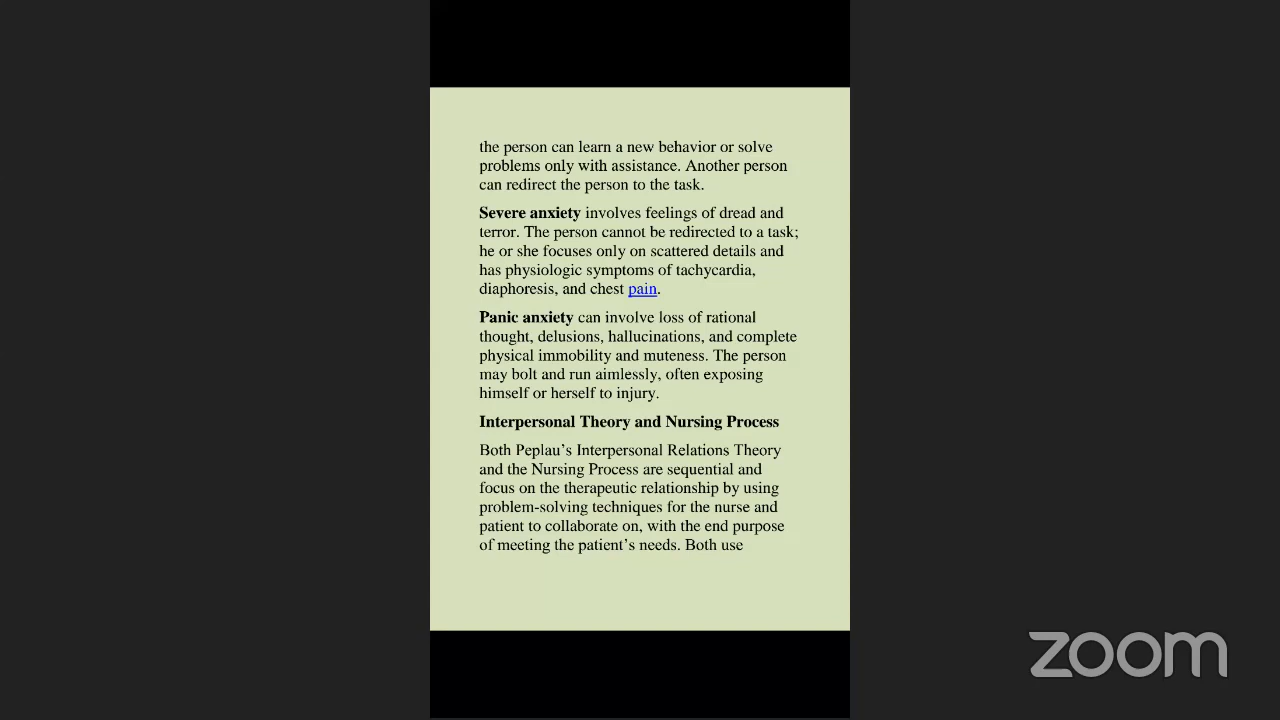 the person can learn a new behavior or solve
problems only with assistance. Another person
can redirect the person to the task.
Severe anxiety involves feelings of dread and
terror. The person cannot be redirected to a task;
he or she focuses only on scattered details and
has physiologic symptoms of tachycardia,
diaphoresis, and chest pain.
Panic anxiety can involve loss of rational
thought, delusions, hallucinations, and complete
physical immobility and muteness. The person
may bolt and run aimlessly, often exposing
himself or herself to injury.
Interpersonal Theory and Nursing Process
Both Peplau’s Interpersonal Relations Theory
and the Nursing Process are sequential and
focus on the therapeutic relationship by using
problem-solving techniques for the nurse and
patient to collaborate on, with the end purpose
of meeting the patient’s needs. Both use
zoom